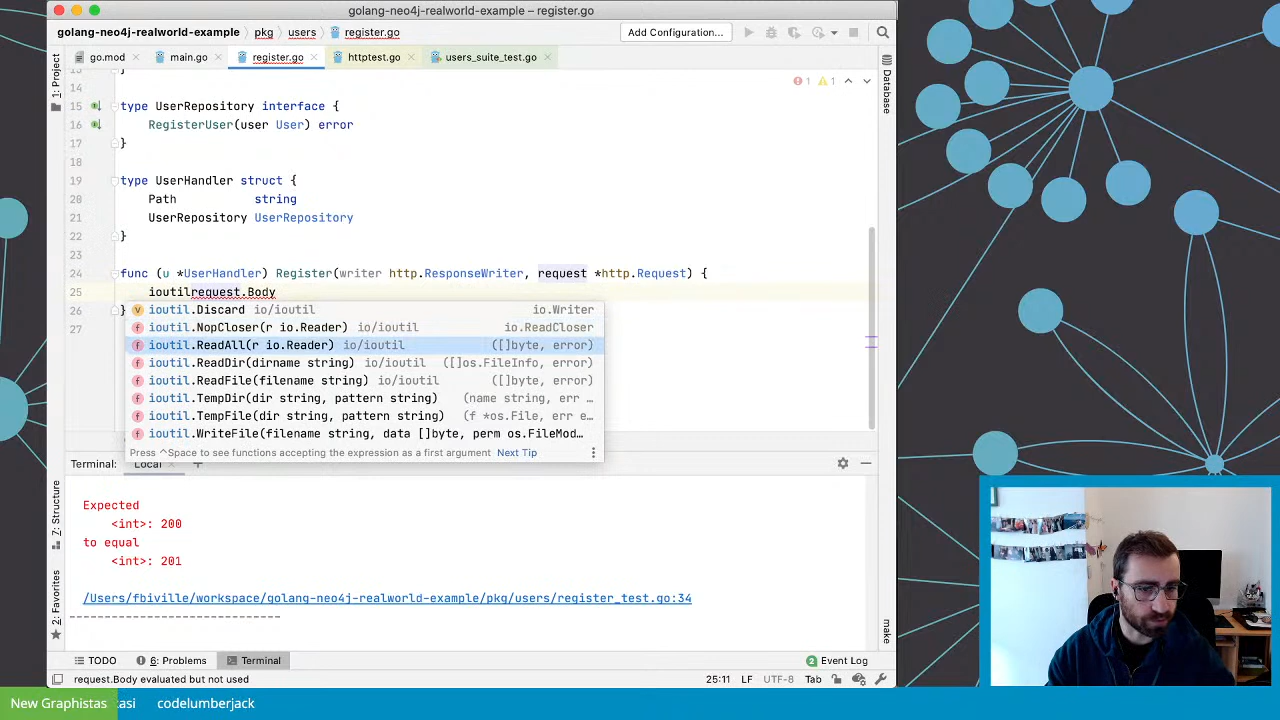 golang-neo4j-realworld-example – register.go
golang-neo4j-realworld-example pkg users register.go
Add Configuration...
go.mod main.go register.go httptest.go users_suite_test.go
1: Project
Database
1 1
13 }
14
15 type UserRepository interface {
16 RegisterUser(user User) error
17 }
18
19 type UserHandler struct {
20 Path string
21 UserRepository UserRepository
22 }
23
24 func (u *UserHandler) Register(writer http.ResponseWriter, request *http.Request) {
25 ioutilrequest.Body
26 }
27
ioutil.Discard io/ioutil io.Writer
ioutil.NopCloser(r io.Reader) io/ioutil io.ReadCloser
ioutil.ReadAll(r io.Reader) io/ioutil ([]byte, error)
ioutil.ReadDir(dirname string) io/ioutil ([]os.FileInfo, error)
ioutil.ReadFile(filename string) io/ioutil ([]byte, error)
ioutil.TempDir(dir string, pattern string) (name string, err …
ioutil.TempFile(dir string, pattern string) (f *os.File, err e…
ioutil.WriteFile(filename string, data []byte, perm os.FileMod…
Press ^Space to see functions accepting the expression as a first argument Next Tip
Terminal: Local +
Expected
<int>: 200
to equal
<int>: 201
/Users/fbiville/workspace/golang-neo4j-realworld-example/pkg/users/register_test.go:34
------------------------------
7: Structure
2: Favorites
make
TODO 6: Problems Terminal 2 Event Log
request.Body evaluated but not used 25:11 LF UTF-8 Tab
New Graphistas tasi codelumberjack